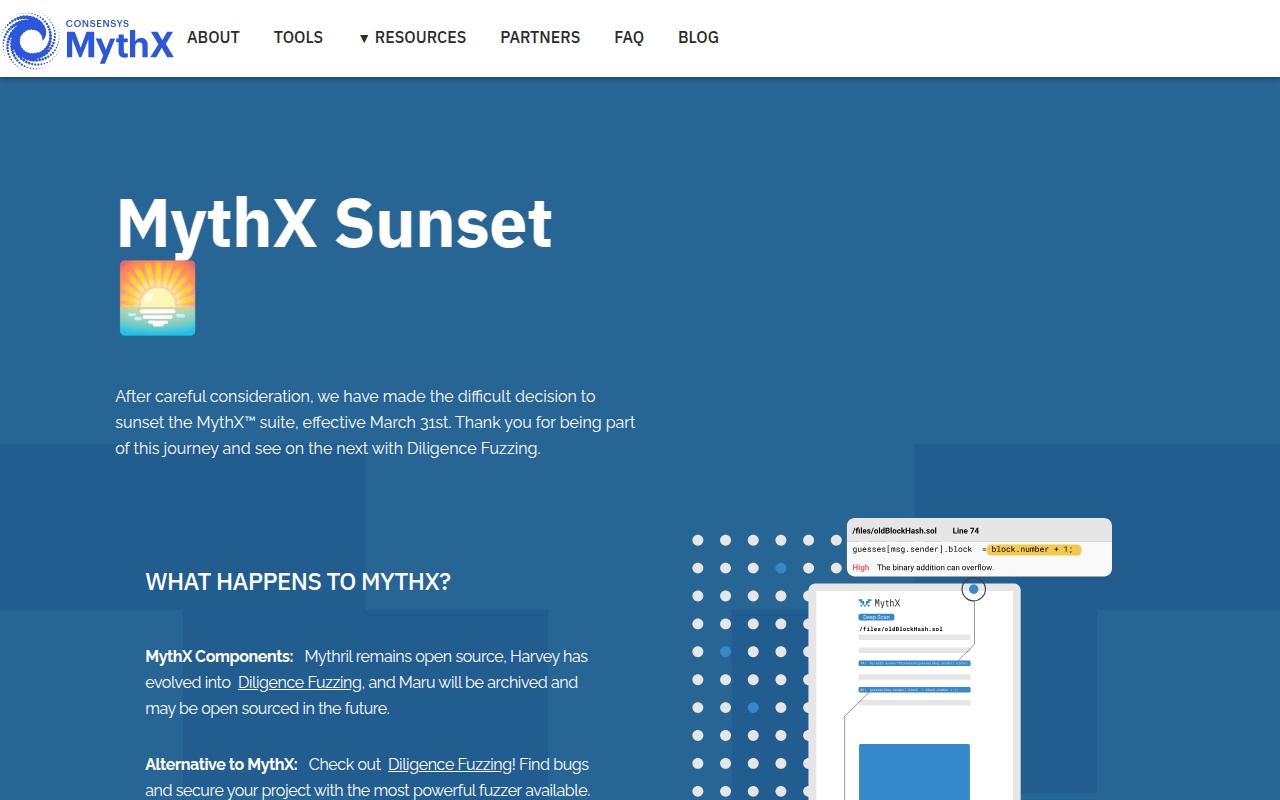 CONSENSYS
MythX
ABOUT TOOLS ▼ RESOURCES PARTNERS FAQ BLOG
MythX Sunset
After careful consideration, we have made the difficult decision to
sunset the MythX™ suite, effective March 31st. Thank you for being part
of this journey and see on the next with Diligence Fuzzing.
WHAT HAPPENS TO MYTHX?
MythX Components: Mythril remains open source, Harvey has
evolved into Diligence Fuzzing, and Maru will be archived and
may be open sourced in the future.
Alternative to MythX: Check out Diligence Fuzzing! Find bugs
and secure your project with the most powerful fuzzer available.
/files/oldBlockHash.sol Line 74
guesses[msg.sender].block = block.number + 1;
High The binary addition can overflow.
MythX
Deep Scan
/files/oldBlockHash.sol